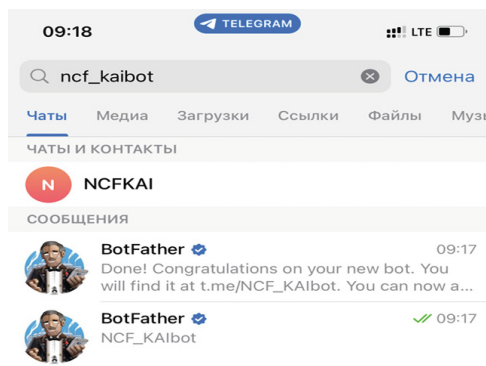 09:18
TELEGRAM
LTE
ncf_kaibot
Отмена
Чаты Медиа Загрузки Ссылки Файлы Музы
ЧАТЫ И КОНТАКТЫ
N
NCFKAI
СООБЩЕНИЯ
BotFather 09:17
Done! Congratulations on your new bot. You
will find it at t.me/NCF_KAIbot. You can now a...
BotFather 09:17
NCF_KAIbot